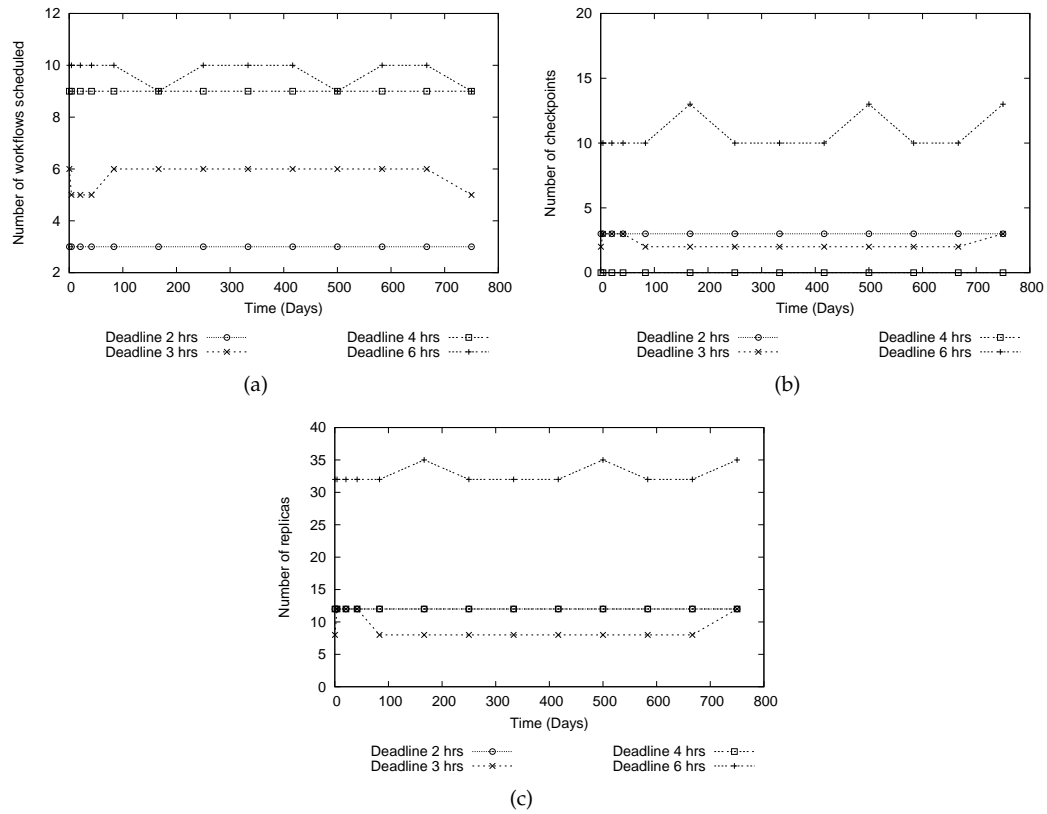 12
10
8
6
4
2
Number of workflows scheduled
0 100 200 300 400 500 600 700 800
Time (Days)
Deadline 2 hrs Deadline 4 hrs
Deadline 3 hrs Deadline 6 hrs
(a)
20
15
10
5
0
Number of checkpoints
0 100 200 300 400 500 600 700 800
Time (Days)
Deadline 2 hrs Deadline 4 hrs
Deadline 3 hrs Deadline 6 hrs
(b)
40
35
30
25
20
15
10
5
0
Number of replicas
0 100 200 300 400 500 600 700 800
Time (Days)
Deadline 2 hrs Deadline 4 hrs
Deadline 3 hrs Deadline 6 hrs
(c)